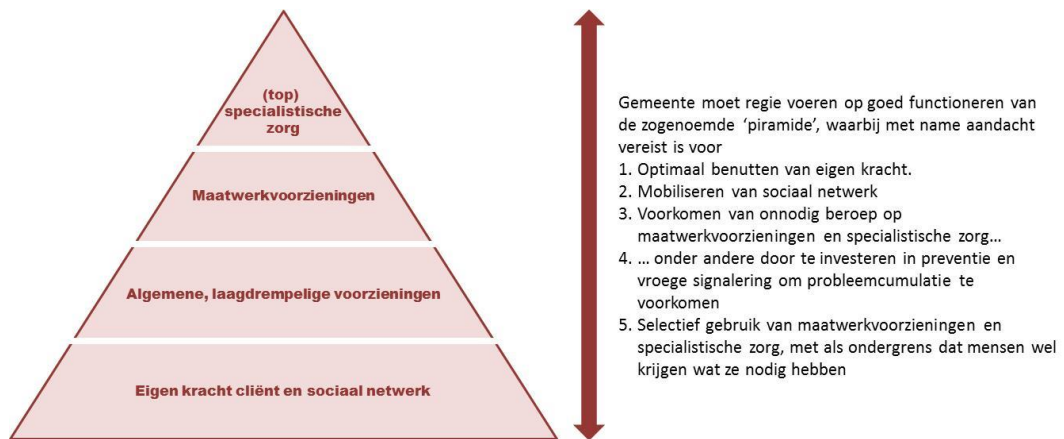 (top)
specialistische
zorg
Maatwerkvoorzieningen
Algemene, laagdrempelige voorzieningen
Eigen kracht cliënt en sociaal netwerk
Gemeente moet regie voeren op goed functioneren van
de zogenoemde ‘piramide’, waarbij met name aandacht
vereist is voor
1. Optimaal benutten van eigen kracht.
2. Mobiliseren van sociaal netwerk
3. Voorkomen van onnodig beroep op
maatwerkvoorzieningen en specialistische zorg...
4. ... onder andere door te investeren in preventie en
vroege signalering om probleemcumulatie te
voorkomen
5. Selectief gebruik van maatwerkvoorzieningen en
specialistische zorg, met als ondergrens dat mensen wel
krijgen wat ze nodig hebben